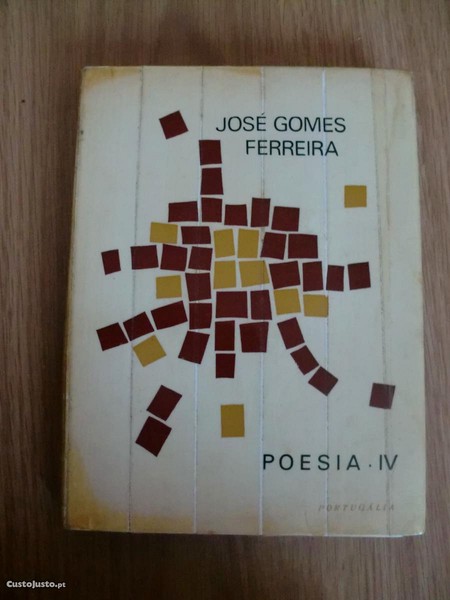 JOSÉ GOMES
FERREIRA
POESIA · IV
PORTUGÁLIA
CustoJusto.pt